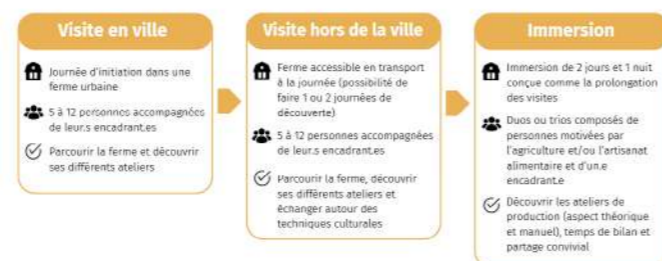 Visite en ville
Journée d'initiation dans une
ferme urbaine
5 à 12 personnes accompagnées
de leur.s encadrant.es
Parcourir la ferme et découvrir
ses différents ateliers
Visite hors de la ville
Ferme accessible en transport
à la journée (possibilité de
faire 1 ou 2 journées de
découverte)
5 à 12 personnes accompagnées
de leur.s encadrant.es
Parcourir la ferme, découvrir
ses différents ateliers et
échanger autour des
techniques culturales
Immersion
Immersion de 2 jours et 1 nuit
conçue comme la prolongation
des visites
Duos ou trios composés de
personnes motivées par
l'agriculture et/ou l'artisanat
alimentaire et d'un.e
encadrant.e
Découvrir les ateliers de
production (aspect théorique
et manuel), temps de bilan et
partage convivial